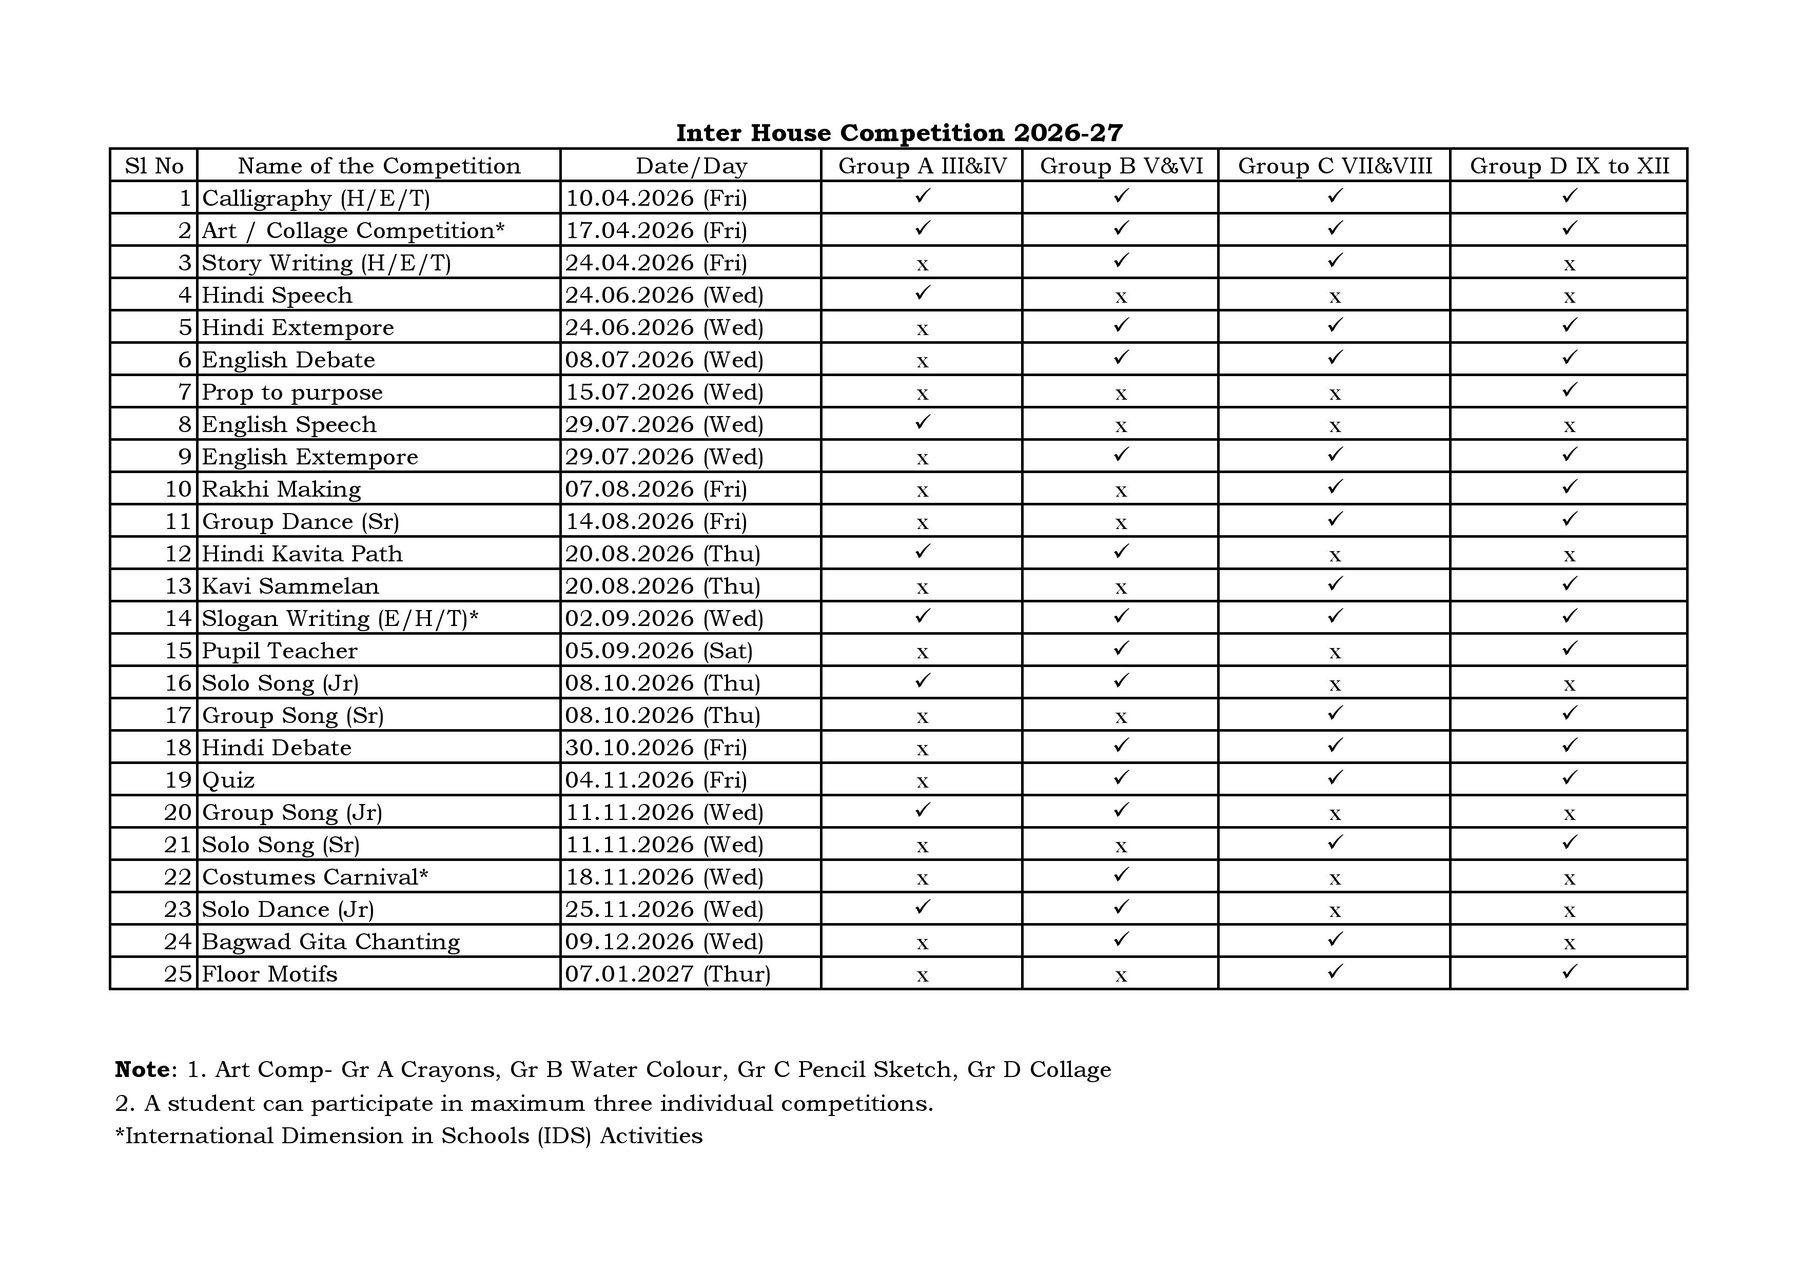 Inter House Competition 2026-27
Sl No Name of the Competition Date/Day Group A III&IV Group B V&VI Group C VII&VIII Group D IX to XII
1 Calligraphy (H/E/T) 10.04.2026 (Fri) ✓ ✓ ✓ ✓
2 Art / Collage Competition* 17.04.2026 (Fri) ✓ ✓ ✓ ✓
3 Story Writing (H/E/T) 24.04.2026 (Fri) x ✓ ✓ x
4 Hindi Speech 24.06.2026 (Wed) ✓ x x x
5 Hindi Extempore 24.06.2026 (Wed) x ✓ ✓ ✓
6 English Debate 08.07.2026 (Wed) x ✓ ✓ ✓
7 Prop to purpose 15.07.2026 (Wed) x x x ✓
8 English Speech 29.07.2026 (Wed) ✓ x x x
9 English Extempore 29.07.2026 (Wed) x ✓ ✓ ✓
10 Rakhi Making 07.08.2026 (Fri) x x ✓ ✓
11 Group Dance (Sr) 14.08.2026 (Fri) x x ✓ ✓
12 Hindi Kavita Path 20.08.2026 (Thu) ✓ ✓ x x
13 Kavi Sammelan 20.08.2026 (Thu) x x ✓ ✓
14 Slogan Writing (E/H/T)* 02.09.2026 (Wed) ✓ ✓ ✓ ✓
15 Pupil Teacher 05.09.2026 (Sat) x ✓ x ✓
16 Solo Song (Jr) 08.10.2026 (Thu) ✓ ✓ x x
17 Group Song (Sr) 08.10.2026 (Thu) x x ✓ ✓
18 Hindi Debate 30.10.2026 (Fri) x ✓ ✓ ✓
19 Quiz 04.11.2026 (Fri) x ✓ ✓ ✓
20 Group Song (Jr) 11.11.2026 (Wed) ✓ ✓ x x
21 Solo Song (Sr) 11.11.2026 (Wed) x x ✓ ✓
22 Costumes Carnival* 18.11.2026 (Wed) x ✓ x x
23 Solo Dance (Jr) 25.11.2026 (Wed) ✓ ✓ x x
24 Bagwad Gita Chanting 09.12.2026 (Wed) x ✓ ✓ x
25 Floor Motifs 07.01.2027 (Thur) x x ✓ ✓
Note: 1. Art Comp- Gr A Crayons, Gr B Water Colour, Gr C Pencil Sketch, Gr D Collage
2. A student can participate in maximum three individual competitions.
*International Dimension in Schools (IDS) Activities